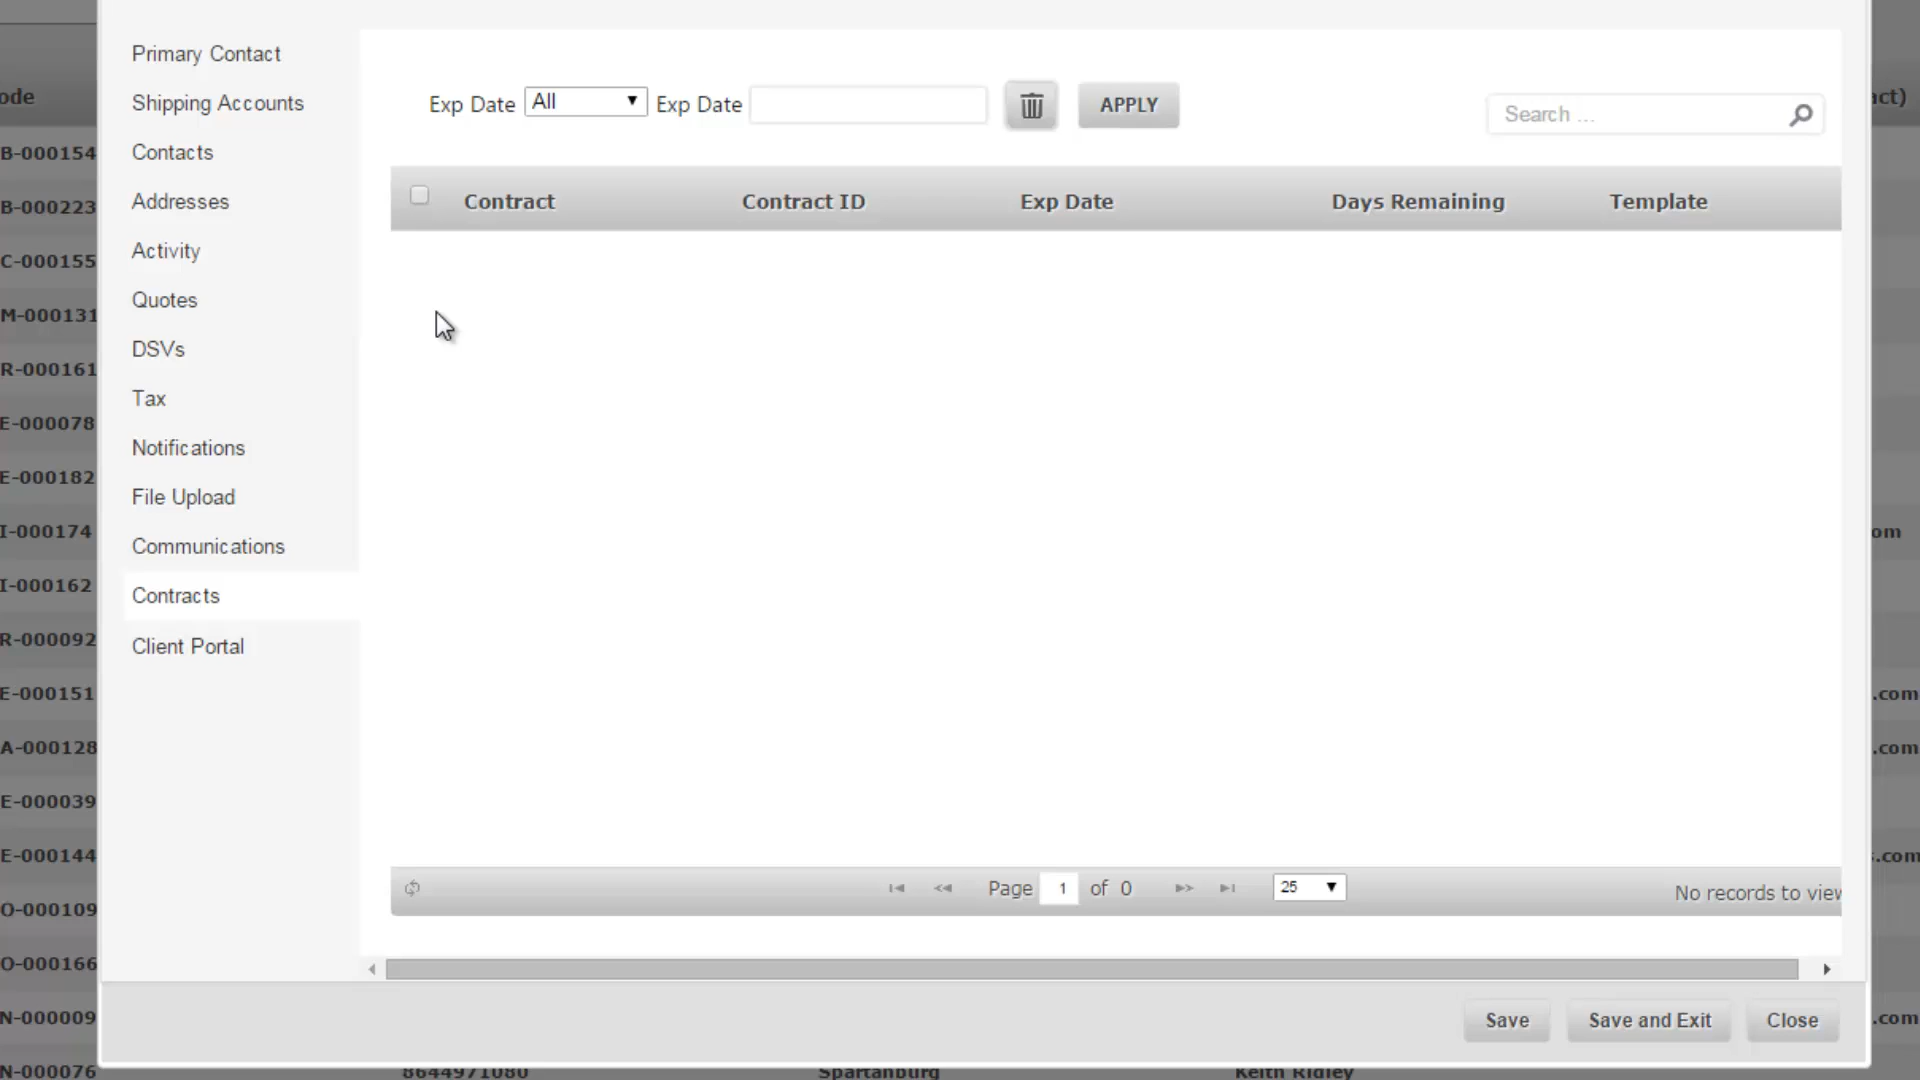 Primary Contact
Shipping Accounts
Contacts
Addresses
Activity
Quotes
DSVs
Tax
Notifications
File Upload
Communications
Contracts
Client Portal
Exp Date All Exp Date APPLY Search ...
Contract Contract ID Exp Date Days Remaining Template
Page 1 of 0 25 No records to view
Save Save and Exit Close
ode
B-000154
B-000223
C-000155
M-000131
R-000161
E-000078
E-000182
I-000174
I-000162
R-000092
E-000151
A-000128
E-000039
E-000144
O-000109
O-000166
N-000009
N-000076 8644971080 Spartanburg Keith Ridley
act)
om
.com
.com
s.com
.com